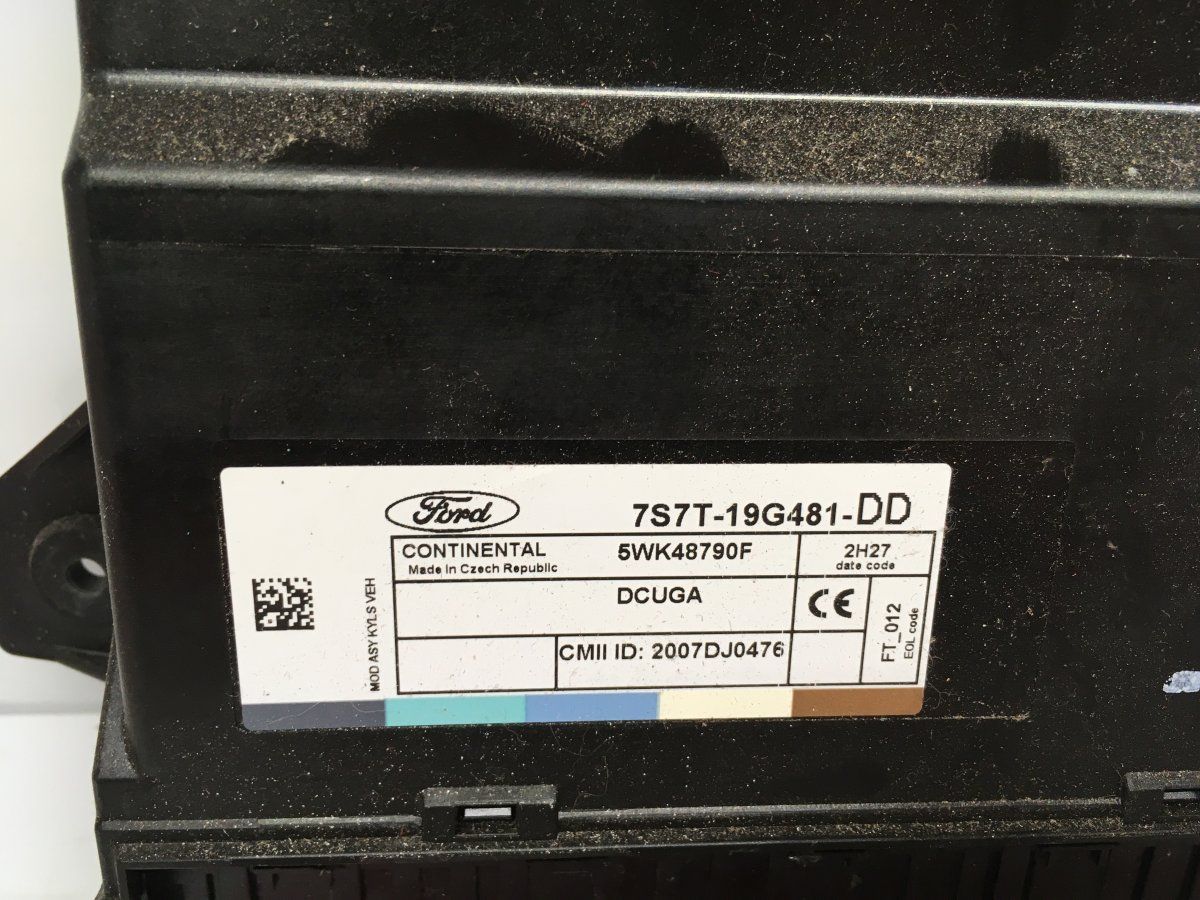 Ford
7S7T-19G481-DD
CONTINENTAL
Made In Czech Republic
5WK48790F
2H27
date code
MOD ASY KYLS VEH
DCUGA
CE
FT_012
EOL code
CMII ID: 2007DJ0476